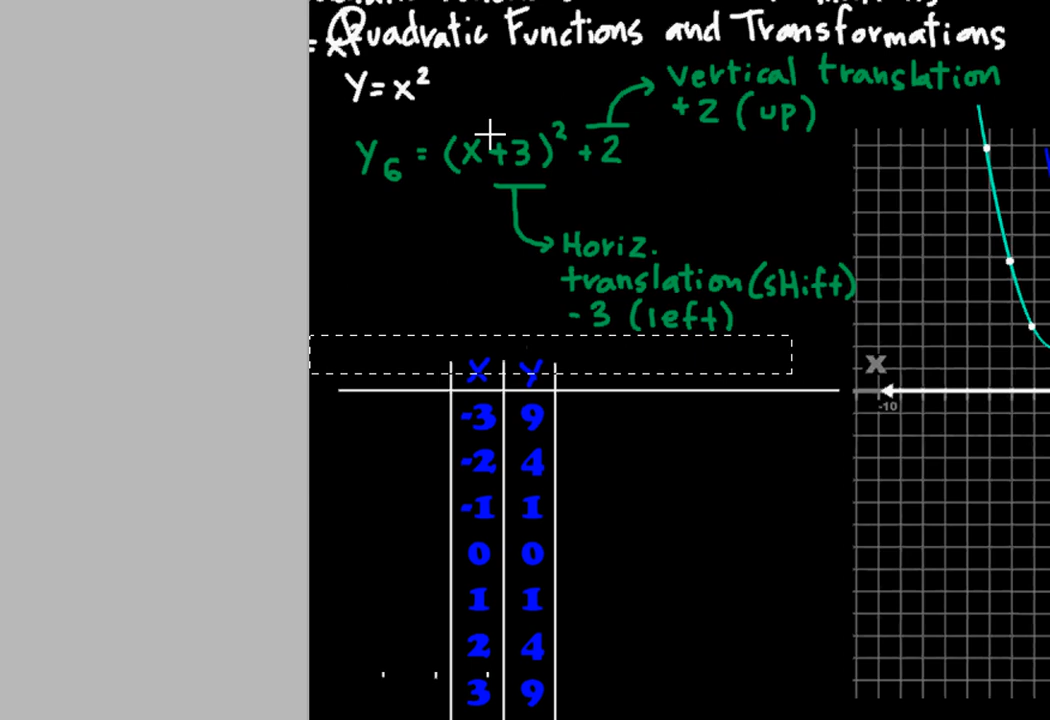 Quadratic Functions and Transformations
Y = x²
vertical translation
+2 (up)
Y6 = (x+3)² + 2
Horiz.
translation (sHift)
-3 (left)
X Y
-3 9
-2 4
-1 1
0 0
1 1
2 4
3 9
X
-10